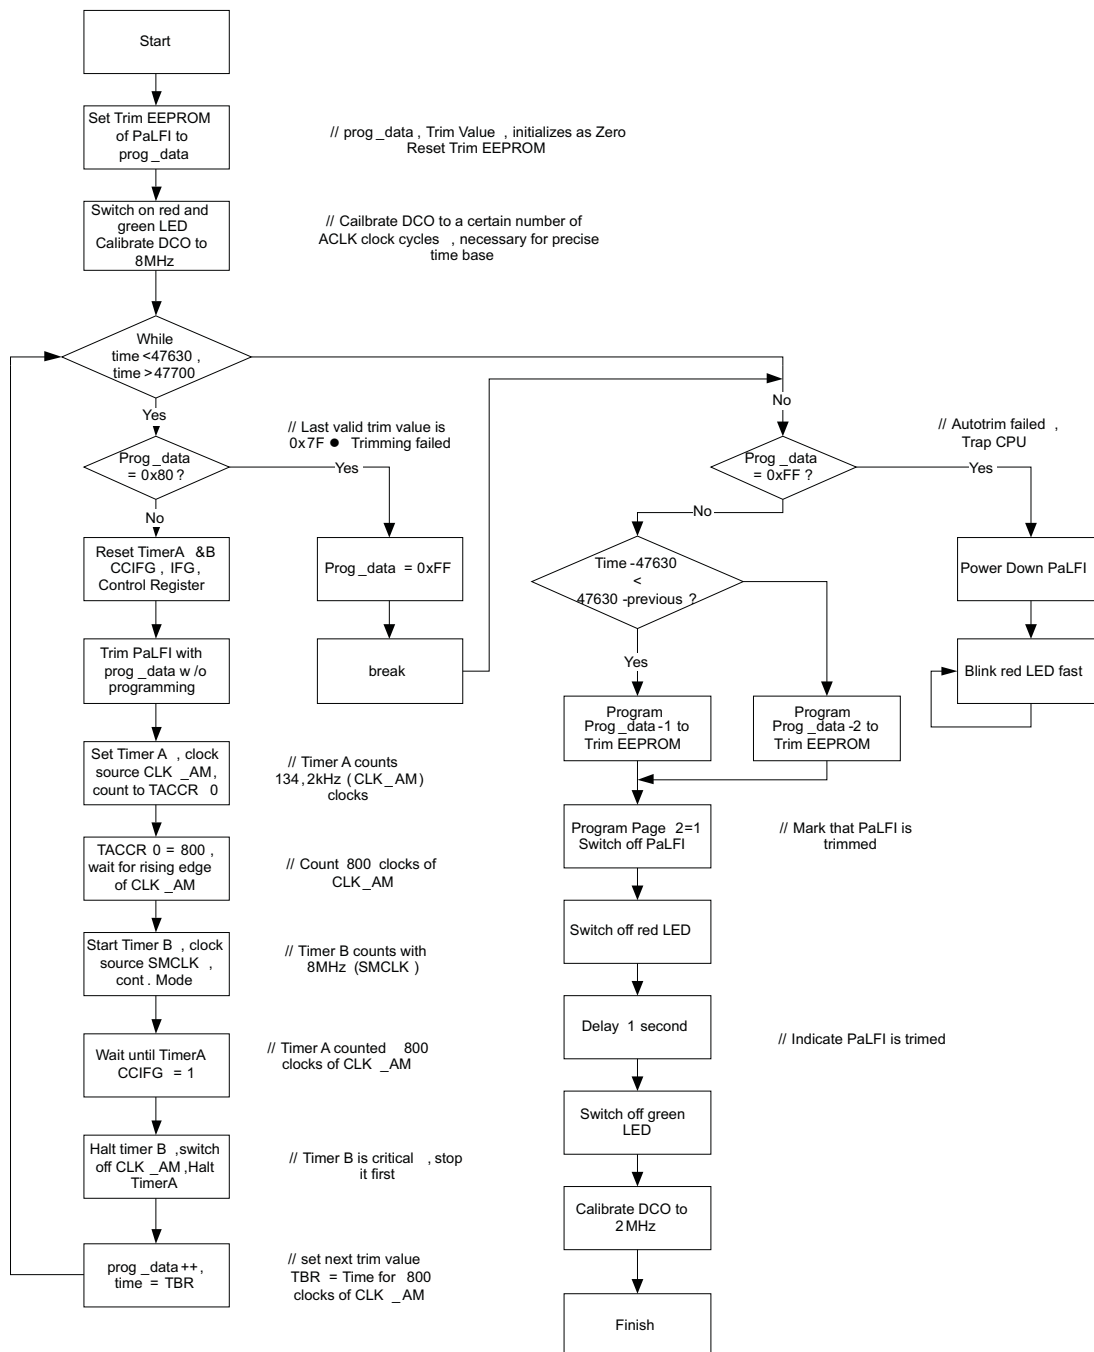 Start
Set Trim EEPROM
of PaLFI to
prog _data
// prog _data , Trim Value , initializes as Zero
Reset Trim EEPROM
Switch on red and
green LED
Calibrate DCO to
8MHz
// Cailbrate DCO to a certain number of
ACLK clock cycles , necessary for precise
time base
While
time <47630 ,
time >47700
Yes
No
Prog _data
= 0x80 ?
// Last valid trim value is
0x7F ● Trimming failed
Yes
No
Prog _data = 0xFF
break
Reset TimerA &B
CCIFG , IFG,
Control Register
Trim PaLFI with
prog _data w /o
programming
Set Timer A , clock
source CLK _AM,
count to TACCR 0
// Timer A counts
134,2kHz (CLK _AM)
clocks
TACCR 0 = 800 ,
wait for rising edge
of CLK _AM
// Count 800 clocks of
CLK _AM
Start Timer B , clock
source SMCLK ,
cont . Mode
// Timer B counts with
8MHz (SMCLK )
Wait until TimerA
CCIFG = 1
// Timer A counted 800
clocks of CLK _AM
Halt timer B ,switch
off CLK _AM ,Halt
TimerA
// Timer B is critical , stop
it first
prog _data ++,
time = TBR
// set next trim value
TBR = Time for 800
clocks of CLK _AM
Prog _data
= 0xFF ?
// Autotrim failed ,
Trap CPU
Yes
No
Power Down PaLFI
Blink red LED fast
Time -47630
<
47630 -previous ?
Yes
Program
Prog _data -1 to
Trim EEPROM
Program
Prog _data -2 to
Trim EEPROM
Program Page 2=1
Switch off PaLFI
// Mark that PaLFI is
trimmed
Switch off red LED
Delay 1 second
// Indicate PaLFI is trimed
Switch off green
LED
Calibrate DCO to
2MHz
Finish